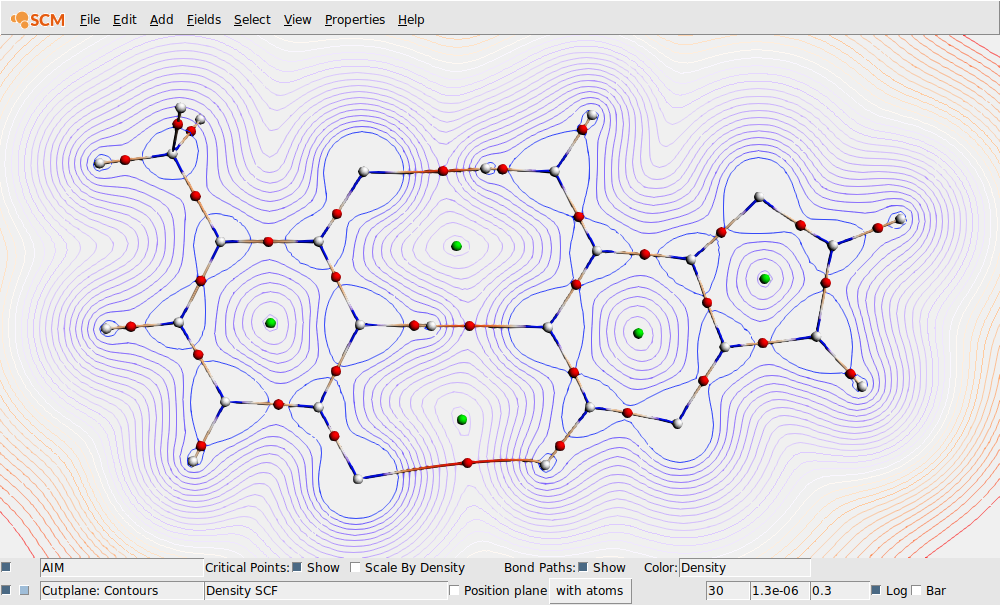 SCM File Edit Add Fields Select View Properties Help
AIM Critical Points: Show Scale By Density Bond Paths: Show Color: Density
Cutplane: Contours Density SCF Position plane with atoms 30 1.3e-06 0.3 Log Bar